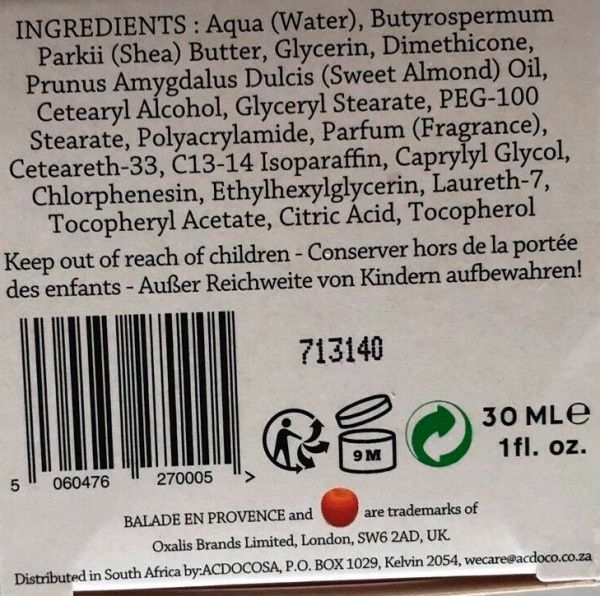 INGREDIENTS : Aqua (Water), Butyrospermum
Parkii (Shea) Butter, Glycerin, Dimethicone,
Prunus Amygdalus Dulcis (Sweet Almond) Oil,
Cetearyl Alcohol, Glyceryl Stearate, PEG-100
Stearate, Polyacrylamide, Parfum (Fragrance),
Ceteareth-33, C13-14 Isoparaffin, Caprylyl Glycol,
Chlorphenesin, Ethylhexylglycerin, Laureth-7,
Tocopheryl Acetate, Citric Acid, Tocopherol
Keep out of reach of children - Conserver hors de la portée
des enfants - Außer Reichweite von Kindern aufbewahren!
713140
9 M
30 ML℮
1fl. oz.
5 060476 270005 >
BALADE EN PROVENCE and are trademarks of
Oxalis Brands Limited, London, SW6 2AD, UK.
Distributed in South Africa by:ACDOCOSA, P.O. BOX 1029, Kelvin 2054, wecare@acdoco.co.za